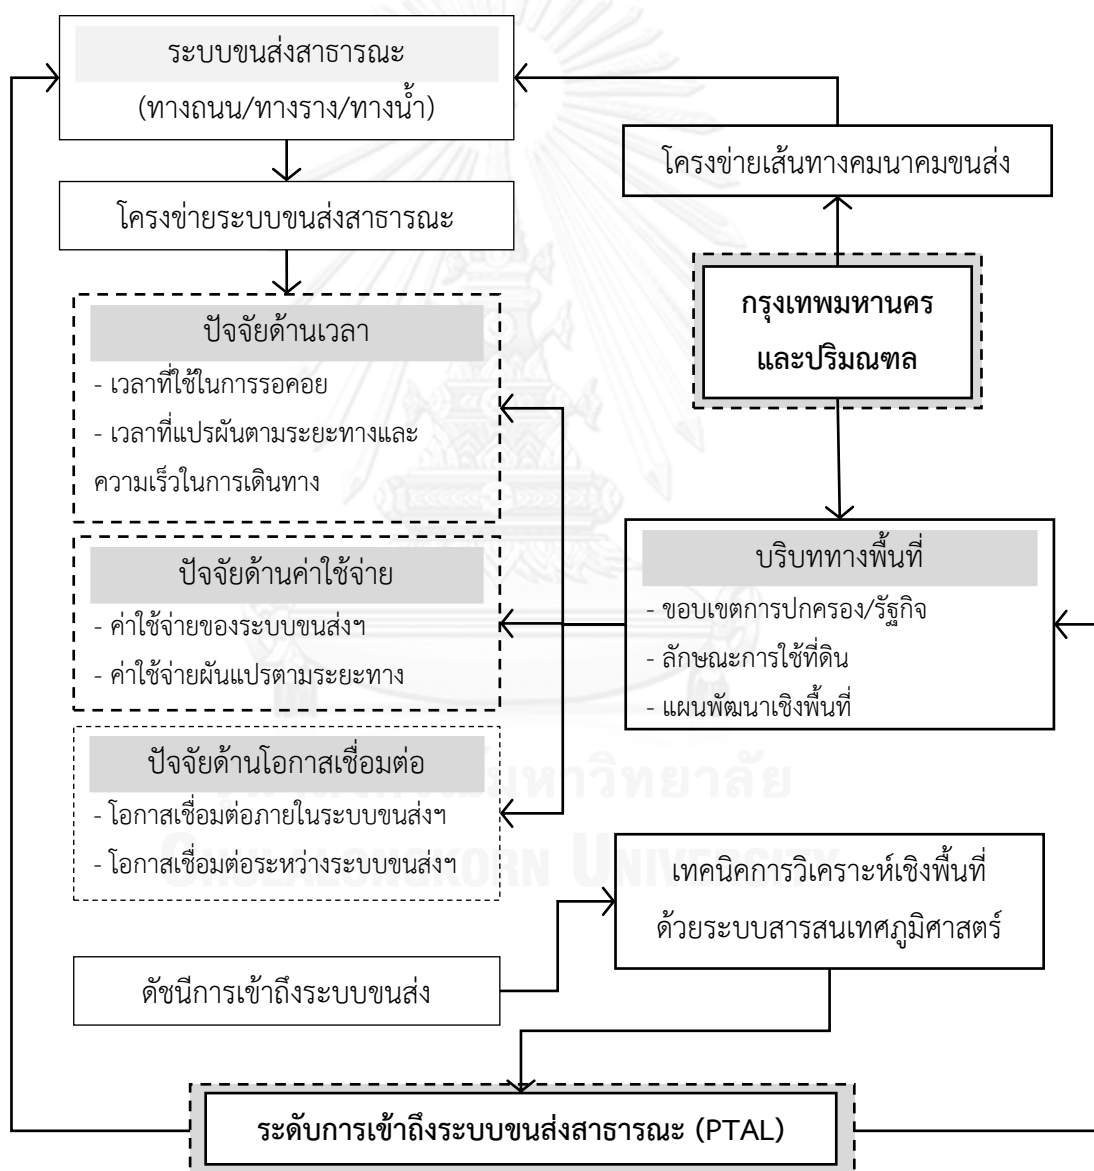 ระบบขนส่งสาธารณะ
(ทางถนน/ทางราง/ทางน้ำ)
โครงข่ายระบบขนส่งสาธารณะ
ปัจจัยด้านเวลา
- เวลาที่ใช้ในการรอคอย
- เวลาที่แปรผันตามระยะทางและ
ความเร็วในการเดินทาง
ปัจจัยด้านค่าใช้จ่าย
- ค่าใช้จ่ายของระบบขนส่งฯ
- ค่าใช้จ่ายผันแปรตามระยะทาง
ปัจจัยด้านโอกาสเชื่อมต่อ
- โอกาสเชื่อมต่อภายในระบบขนส่งฯ
- โอกาสเชื่อมต่อระหว่างระบบขนส่งฯ
ดัชนีการเข้าถึงระบบขนส่ง
โครงข่ายเส้นทางคมนาคมขนส่ง
กรุงเทพมหานคร
และปริมณฑล
บริบททางพื้นที่
- ขอบเขตการปกครอง/รัฐกิจ
- ลักษณะการใช้ที่ดิน
- แผนพัฒนาเชิงพื้นที่
เทคนิคการวิเคราะห์เชิงพื้นที่
ด้วยระบบสารสนเทศภูมิศาสตร์
ระดับการเข้าถึงระบบขนส่งสาธารณะ (PTAL)
มหาวิทยาลัย
CHULALONGKORN UNIVERSITY